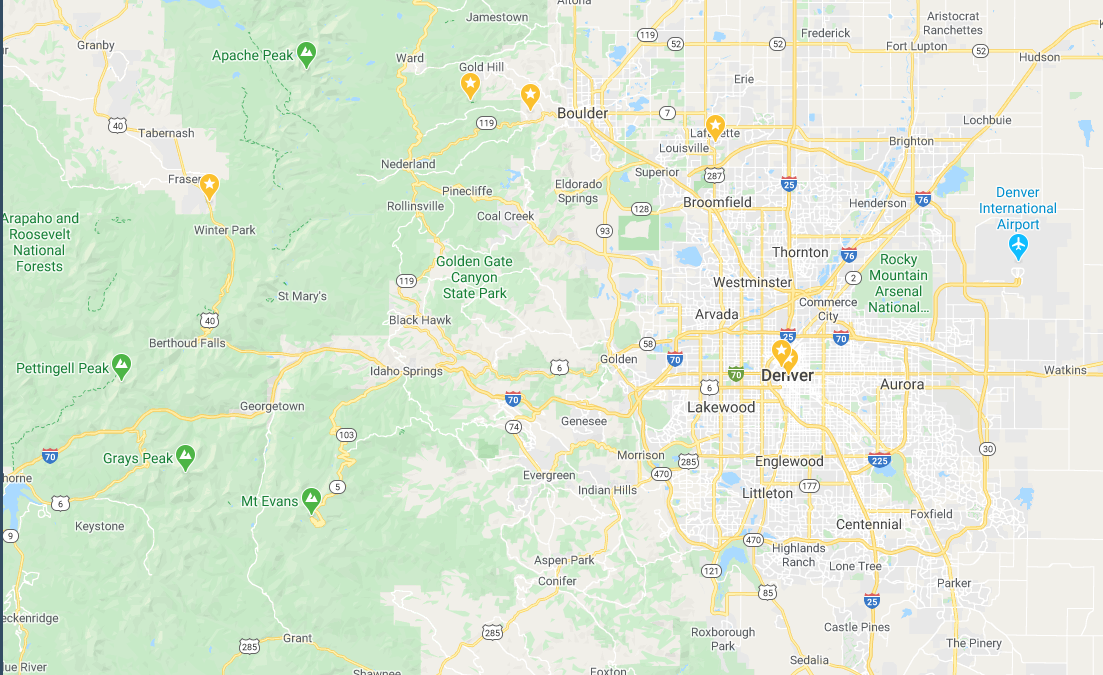 Jamestown
Altona
Aristocrat
Ranchettes
Frederick
119
52
52
Fort Lupton
52
Granby
Apache Peak
Ward
Gold Hill
Hudson
Erie
Boulder
7
119
40
Tabernash
Lafayette
Louisville
Lochbuie
Brighton
Nederland
Superior
287
25
Fraser
Pinecliffe
Eldorado
Springs
76
Denver
International
Airport
Rollinsville
Coal Creek
128
Broomfield
Henderson
Arapaho and
Roosevelt
National
Forests
Winter Park
93
Thornton
76
Golden Gate
Canyon
State Park
Rocky
Mountain
Arsenal
National...
119
2
Westminster
St Mary's
Commerce
City
40
Black Hawk
Arvada
25
70
Berthoud Falls
58
Pettingell Peak
Idaho Springs
6
Golden
70
70
Denver
Watkins
6
Aurora
70
Georgetown
Lakewood
74
Genesee
103
30
70
Grays Peak
Morrison
285
Englewood
225
horne
Evergreen
470
5
Indian Hills
177
Littleton
6
Mt Evans
Foxfield
Keystone
Centennial
9
470
Highlands
Ranch
Aspen Park
Lone Tree
121
Conifer
Parker
85
25
eckenridge
Castle Pines
285
285
Grant
Roxborough
Park
The Pinery
lue River
Sedalia
Shawnee
Foxton